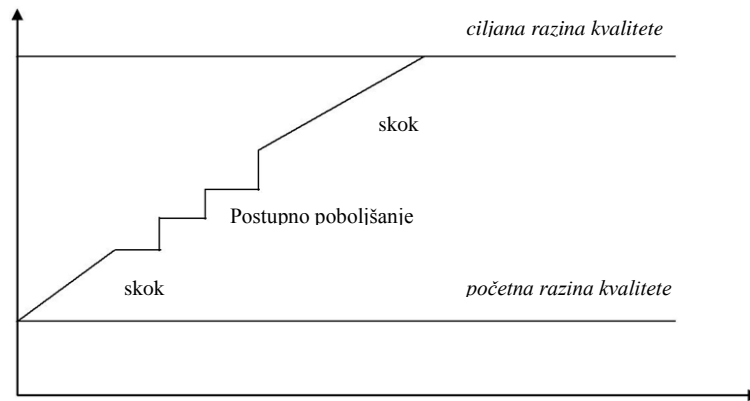 ciljana razina kvalitete
skok
Postupno poboljšanje
skok
početna razina kvalitete